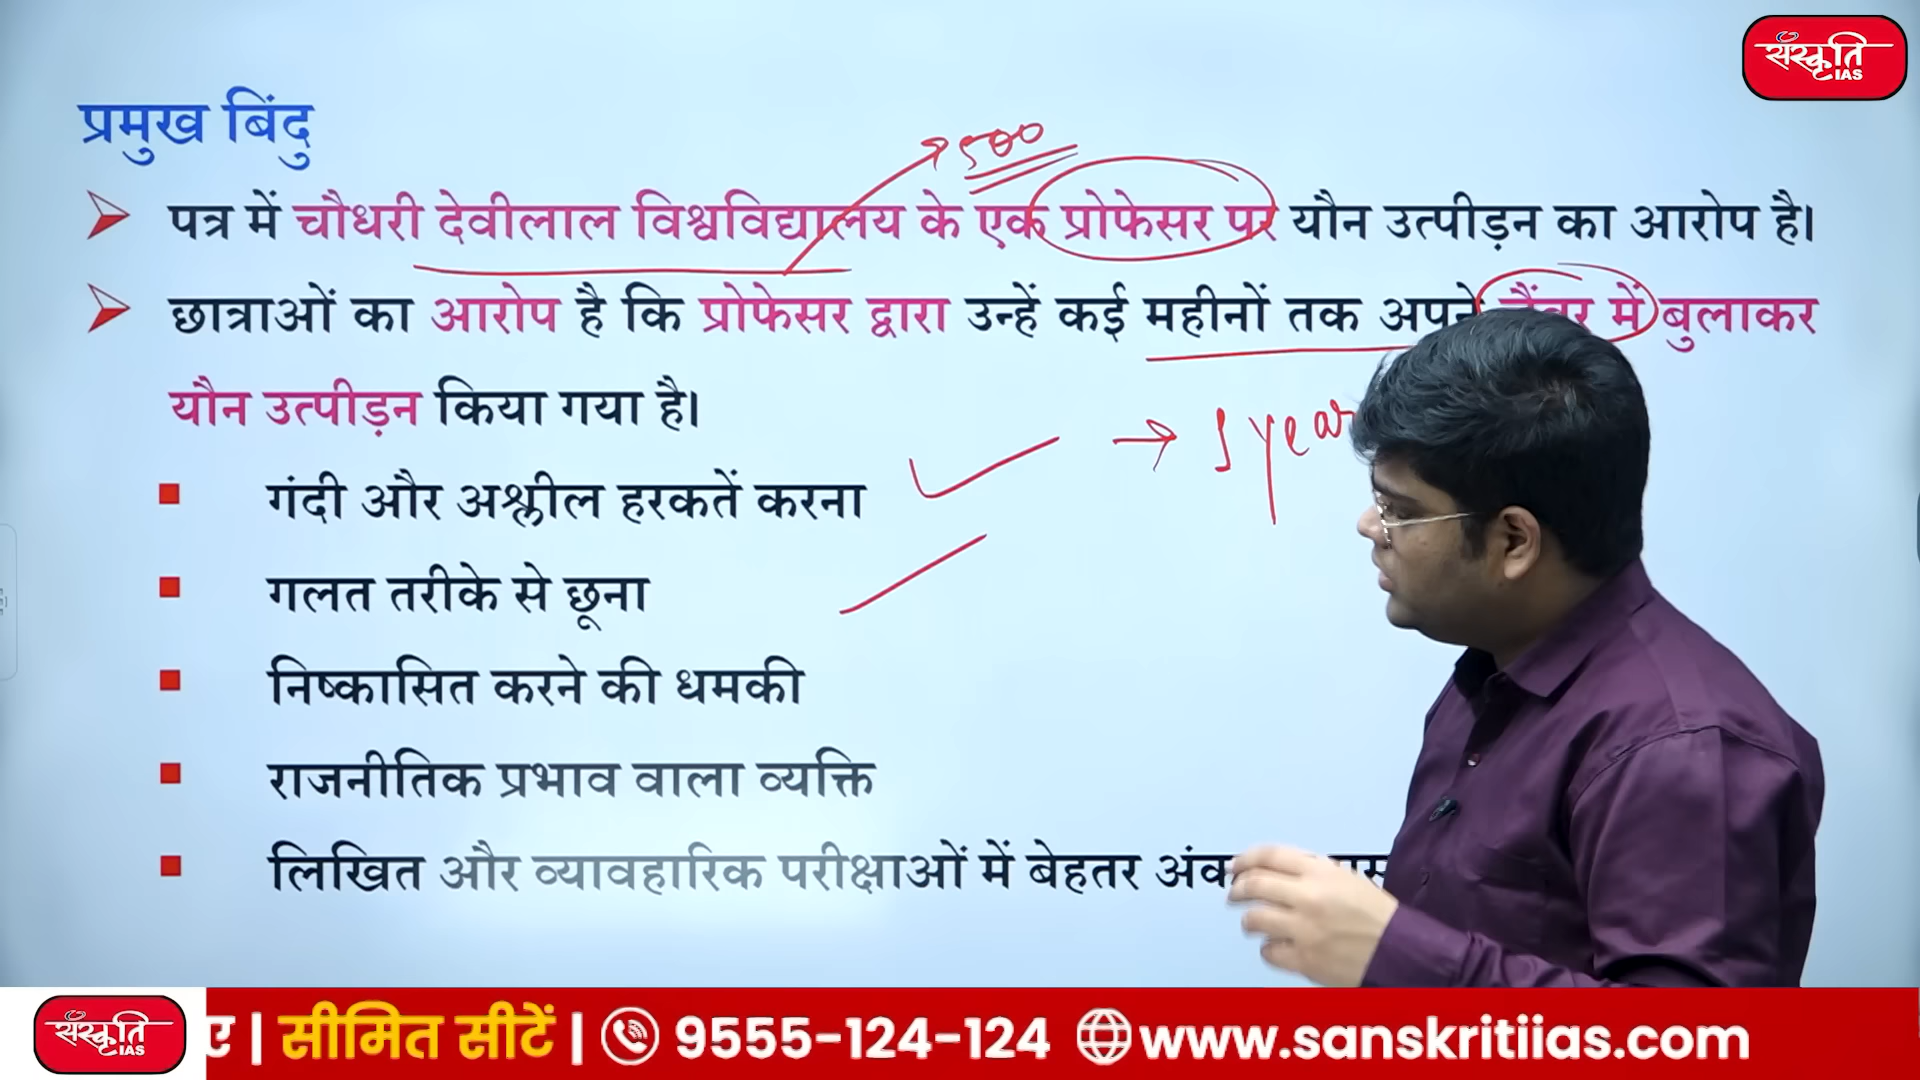 संस्कृति
IAS
प्रमुख बिंदु
500
पत्र में चौधरी देवीलाल विश्वविद्यालय के एक प्रोफेसर पर यौन उत्पीड़न का आरोप है।
छात्राओं का आरोप है कि प्रोफेसर द्वारा उन्हें कई महीनों तक अपने में बुलाकर
यौन उत्पीड़न किया गया है।
1 year
गंदी और अश्लील हरकतें करना
गलत तरीके से छूना
निष्कासित करने की धमकी
राजनीतिक प्रभाव वाला व्यक्ति
लिखित और व्यावहारिक परीक्षाओं में बेहतर
संस्कृति
IAS
| सीमित सीटें | 9555-124-124 www.sanskritiias.com